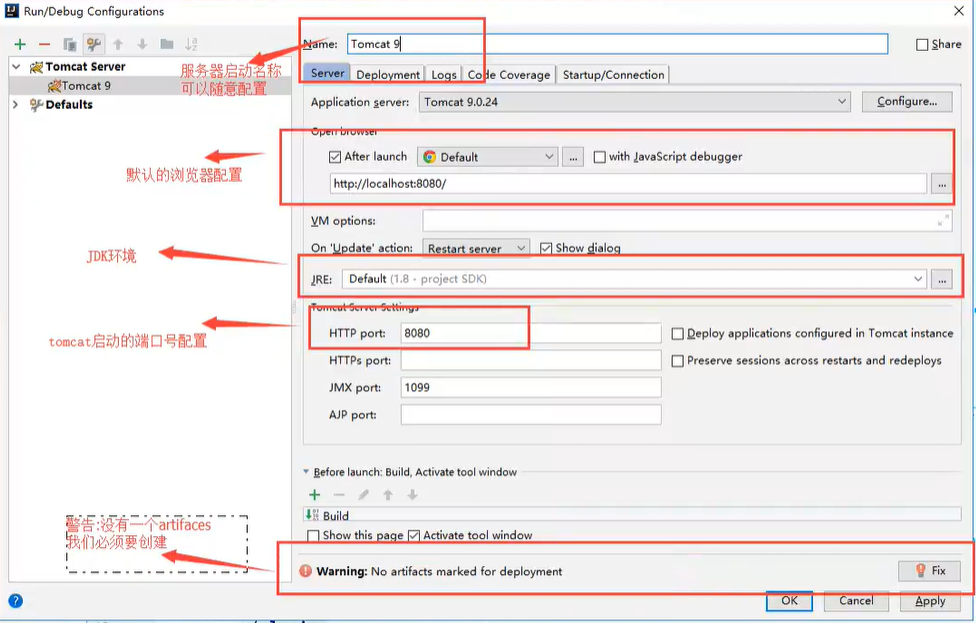 Run/Debug Configurations
Name: Tomcat 9
Share
Tomcat Server
Tomcat 9
Defaults
服务器启动名称
可以随意配置
Server Deployment Logs Code Coverage Startup/Connection
Application server: Tomcat 9.0.24 Configure...
Open browser
After launch Default ... with JavaScript debugger
默认的浏览器配置
http://localhost:8080/ ...
VM options:
On 'Update' action: Restart server Show dialog
JDK环境
JRE: Default (1.8 - project SDK) ...
Tomcat Server Settings
HTTP port: 8080 Deploy applications configured in Tomcat instance
tomcat启动的端口号配置
HTTPs port: Preserve sessions across restarts and redeploys
JMX port: 1099
AJP port:
Before launch: Build, Activate tool window
Build
Show this page Activate tool window
警告:没有一个artifaces
我们必须要创建
Warning: No artifacts marked for deployment Fix
? OK Cancel Apply